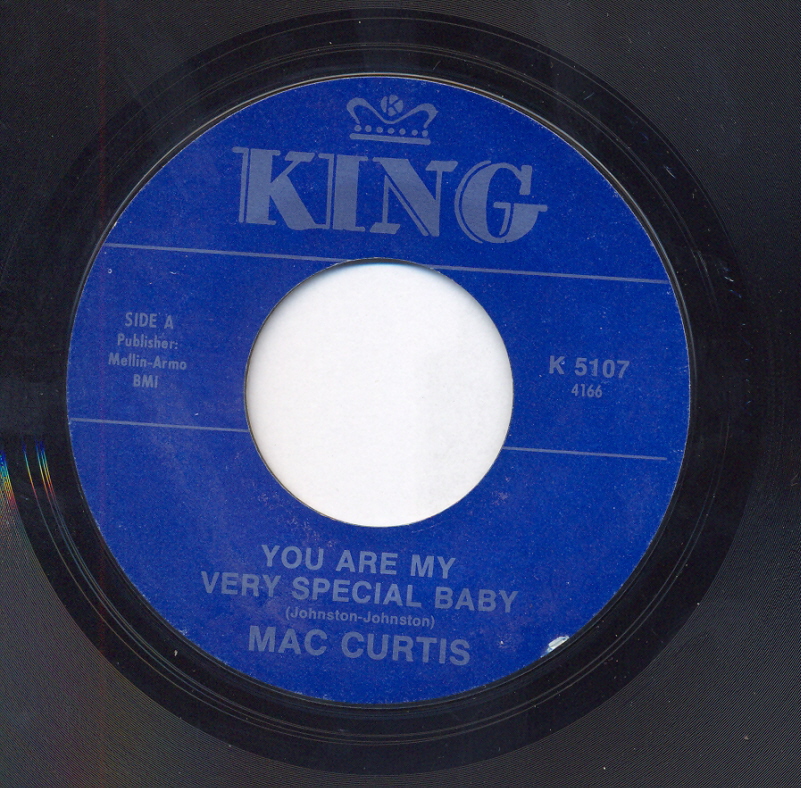 K
KING
SIDE A
Publisher:
Mellin-Armo
BMI
K 5107
4166
YOU ARE MY
VERY SPECIAL BABY
(Johnston-Johnston)
MAC CURTIS